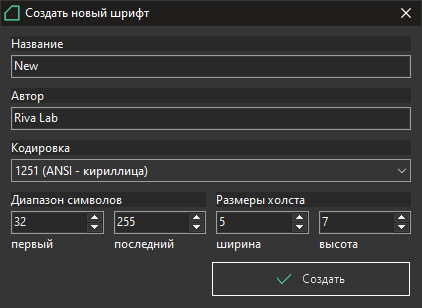 Создать новый шрифт
Название
New
Автор
Riva Lab
Кодировка
1251 (ANSI - кириллица)
Диапазон символов Размеры холста
32 255 5 7
первый последний ширина высота
Создать